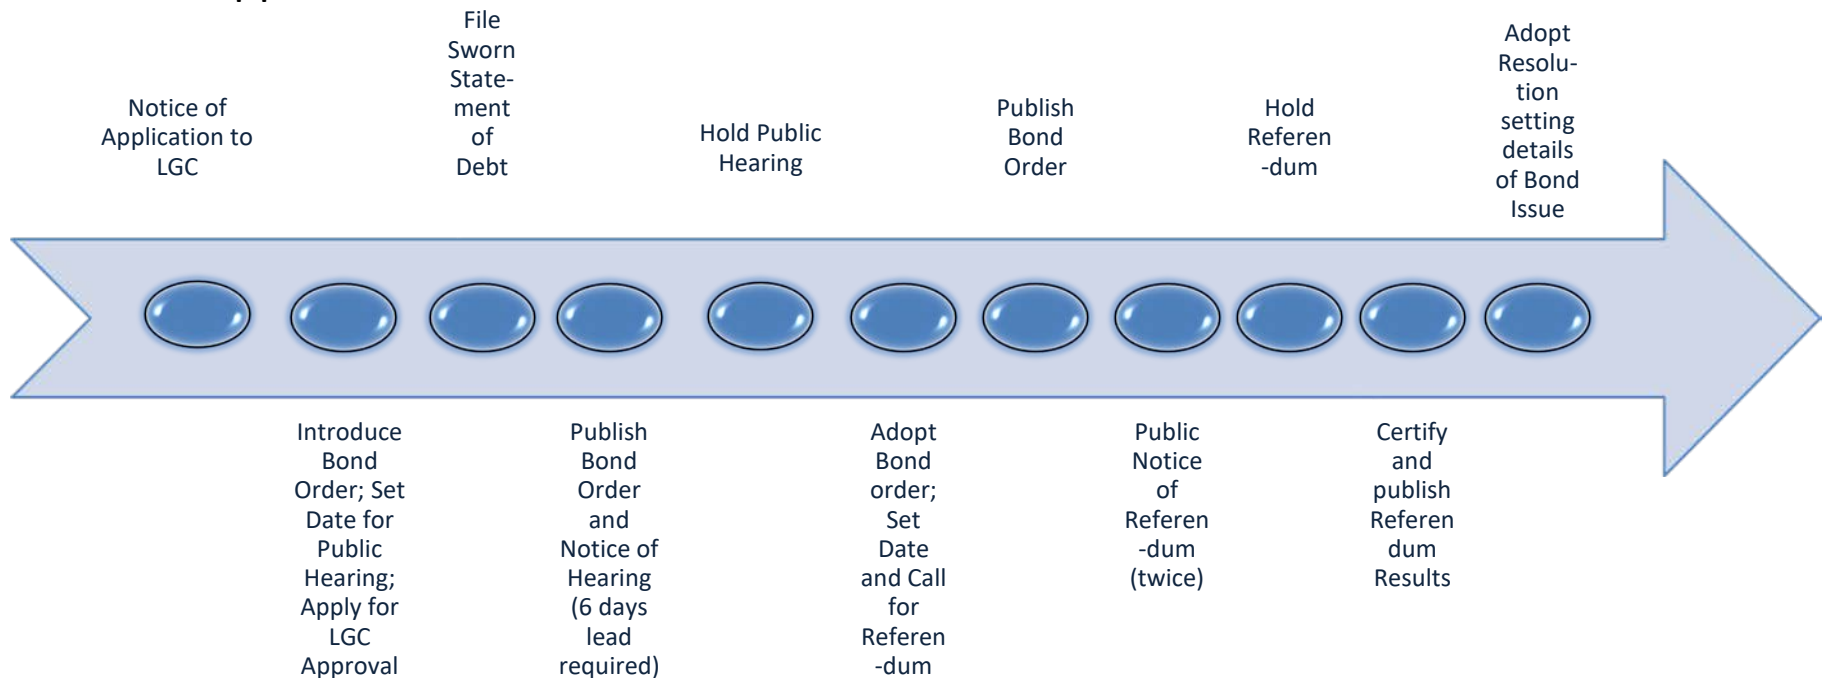 Notice of
Application to
LGC
Introduce
Bond
Order; Set
Date for
Public
Hearing;
Apply for
LGC
Approval
File
Sworn
State-
ment
of
Debt
Publish
Bond
Order
and
Notice of
Hearing
(6 days
lead
required)
Hold Public
Hearing
Adopt
Bond
order;
Set
Date
and Call
for
Referen
-dum
Publish
Bond
Order
Public
Notice
of
Referen
-dum
(twice)
Hold
Referen
-dum
Certify
and
publish
Referen
dum
Results
Adopt
Resolu-
tion
setting
details
of Bond
Issue